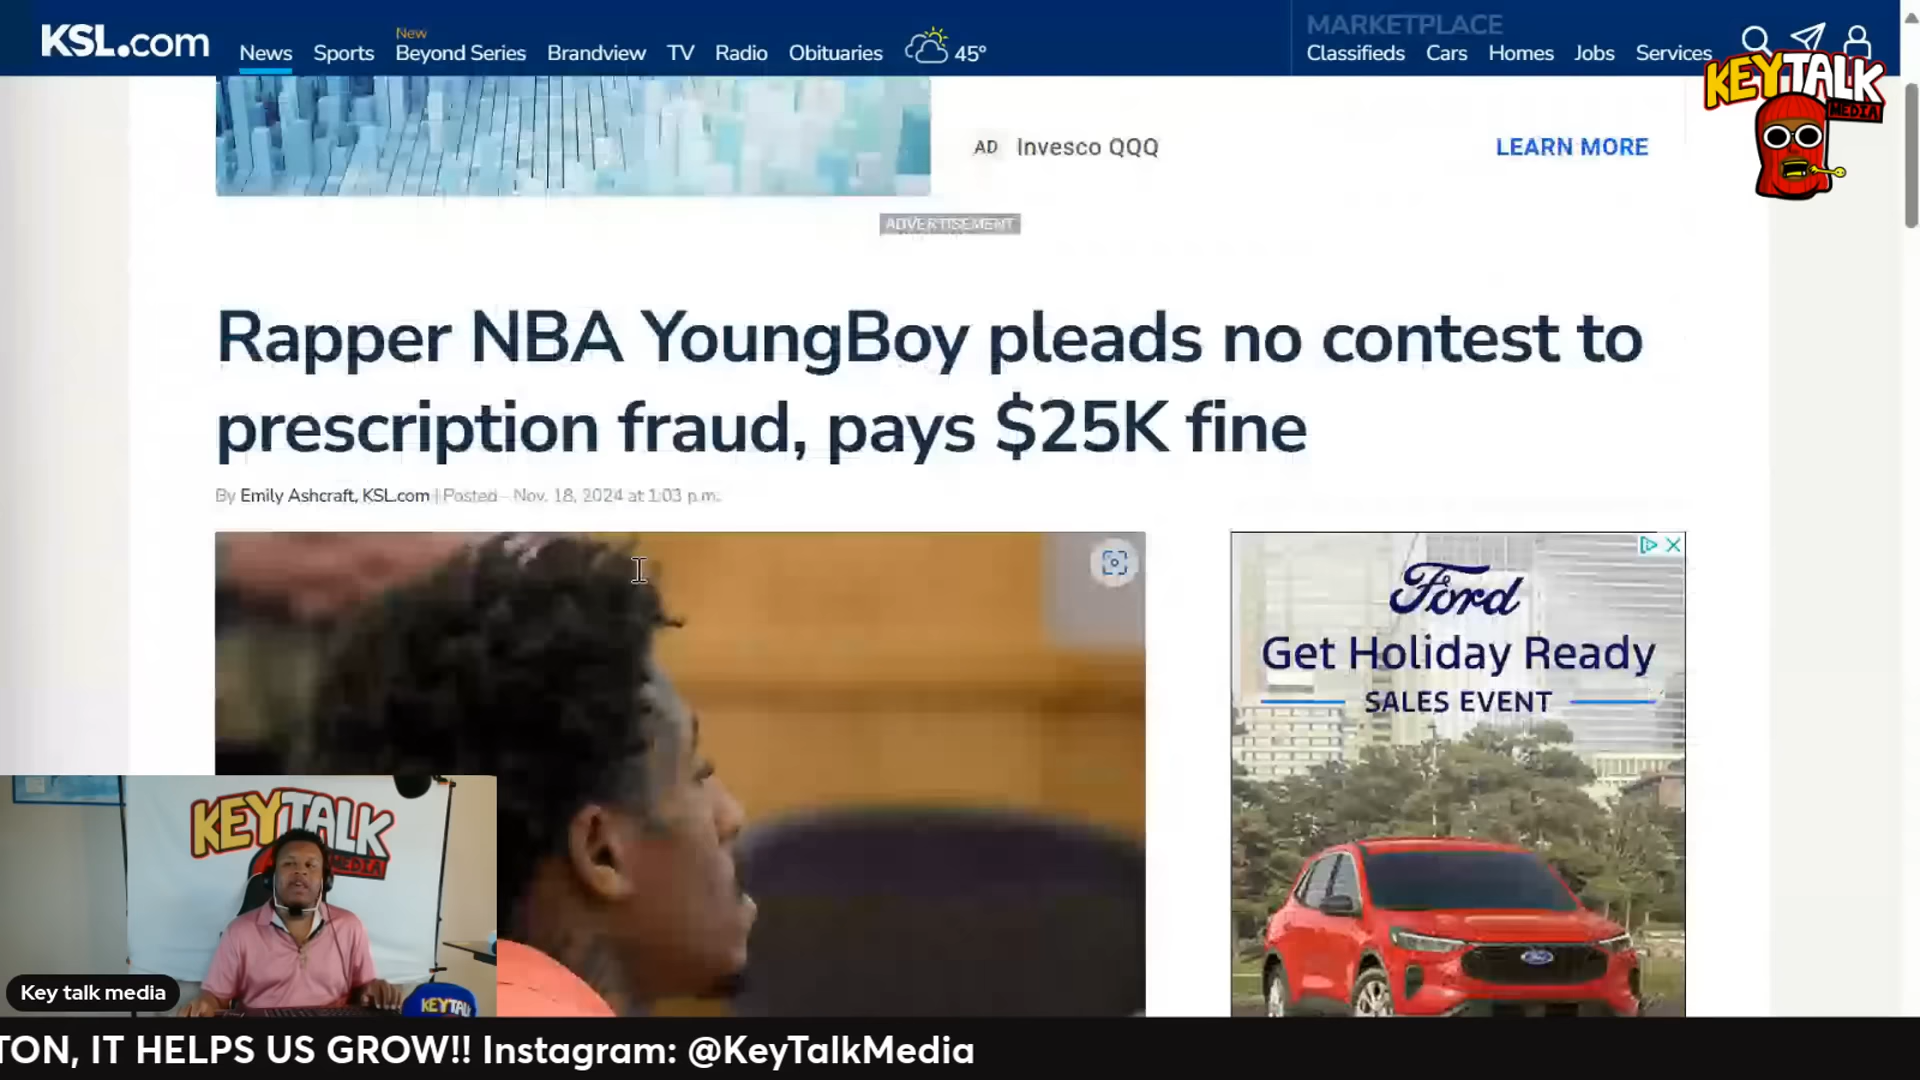 KSL.com
News
Sports
New
Beyond Series
Brandview
TV
Radio
Obituaries
45°
MARKETPLACE
Classifieds
Cars
Homes
Jobs
Services
KEYTALK
MEDIA
AD Invesco QQQ
LEARN MORE
ADVERTISEMENT
Rapper NBA YoungBoy pleads no contest to
prescription fraud, pays $25K fine
By Emily Ashcraft, KSL.com | Posted - Nov. 18, 2024 at 1:03 p.m.
Ford
Get Holiday Ready
SALES EVENT
Ford
KEYTALK
MEDIA
KEYTALK
Key talk media
TON, IT HELPS US GROW!! Instagram: @KeyTalkMedia